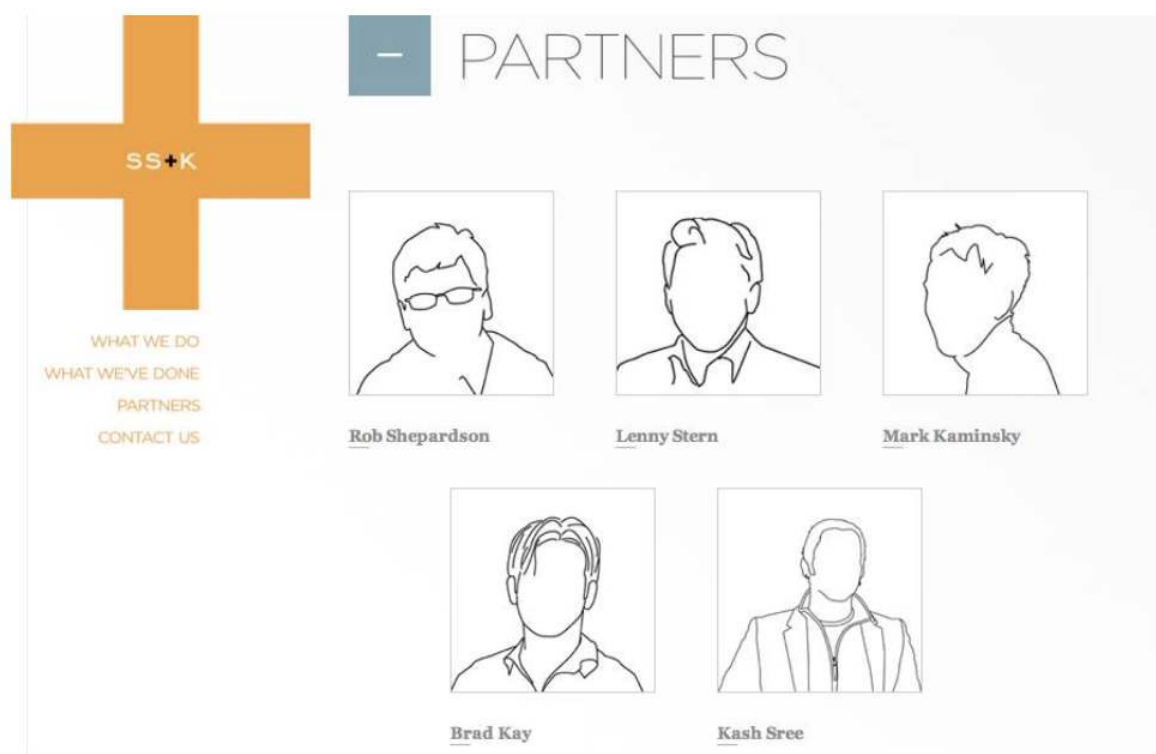 PARTNERS
SS+K
WHAT WE DO
WHAT WE'VE DONE
PARTNERS
CONTACT US
Rob Shepardson
Lenny Stern
Mark Kaminsky
Brad Kay
Kash Sree